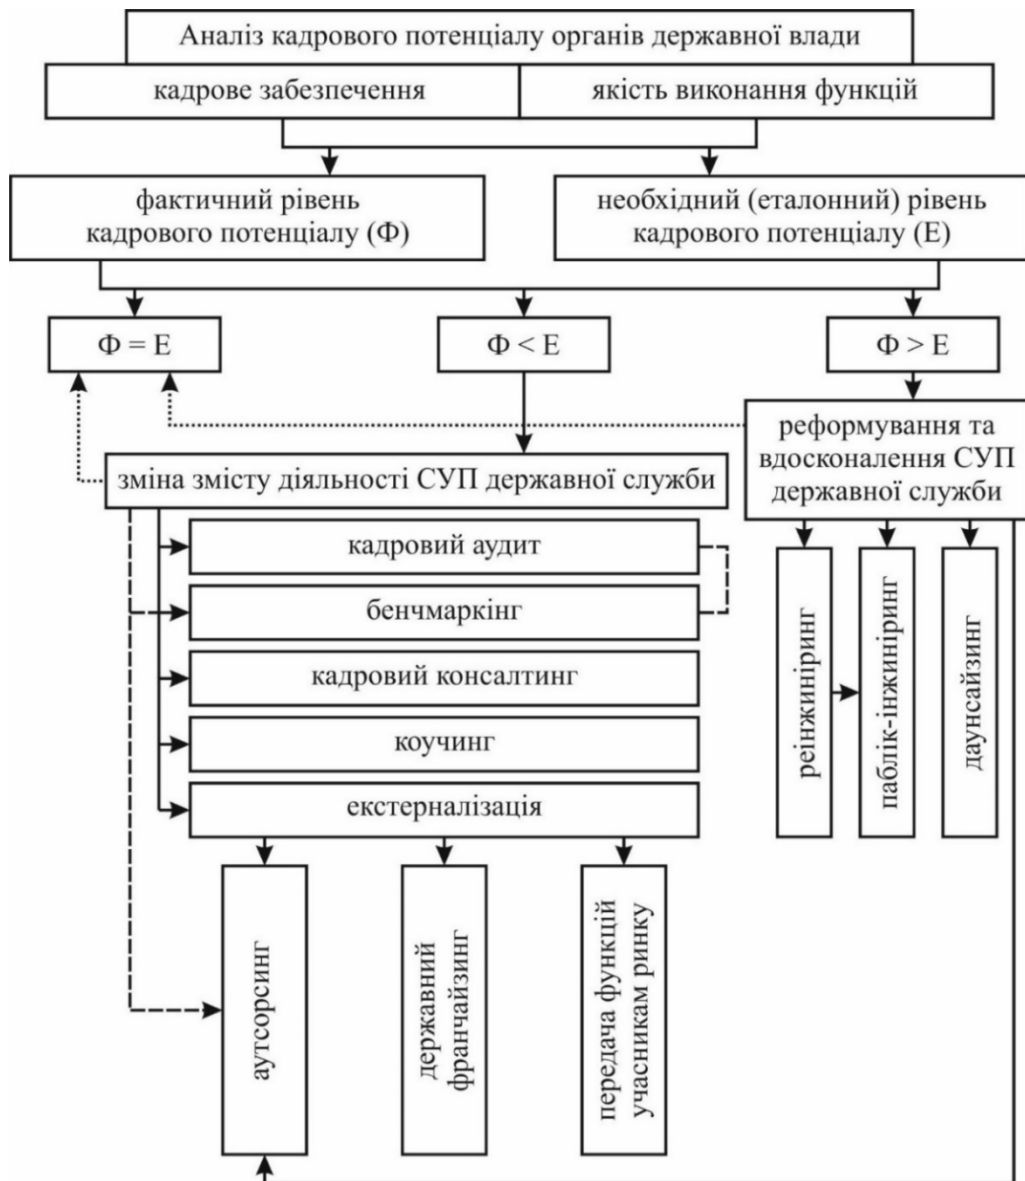 Аналіз кадрового потенціалу органів державної влади
кадрове забезпечення
якість виконання функцій
фактичний рівень
кадрового потенціалу (Ф)
необхідний (еталонний) рівень
кадрового потенціалу (Е)
Ф = Е
Ф < Е
Ф > Е
реформування та
вдосконалення СУП
державної служби
зміна змісту діяльності СУП державної служби
кадровий аудит
бенчмаркінг
кадровий консалтинг
коучинг
екстерналізація
реінжиніринг
паблік-інжиніринг
даунсайзинг
аутсорсинг
державний
франчайзинг
передача функцій
учасникам ринку